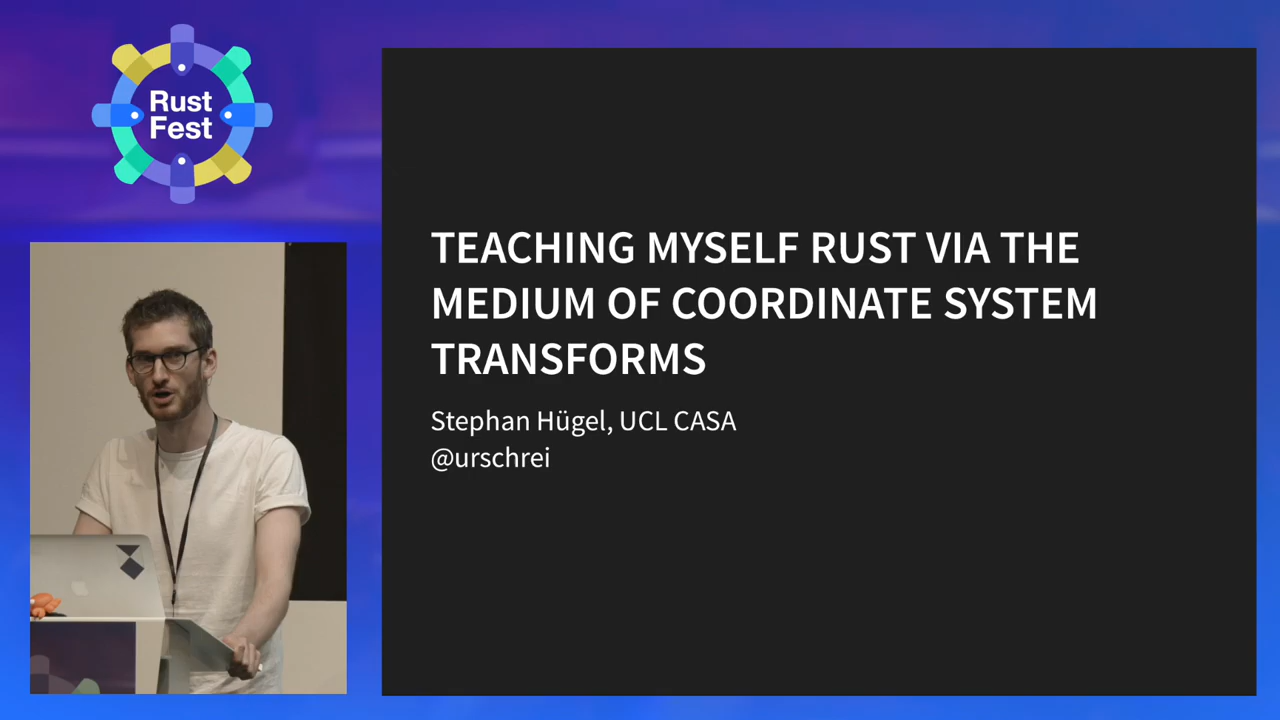 Rust
Fest
TEACHING MYSELF RUST VIA THE
MEDIUM OF COORDINATE SYSTEM
TRANSFORMS
Stephan Hügel, UCL CASA
@urschrei